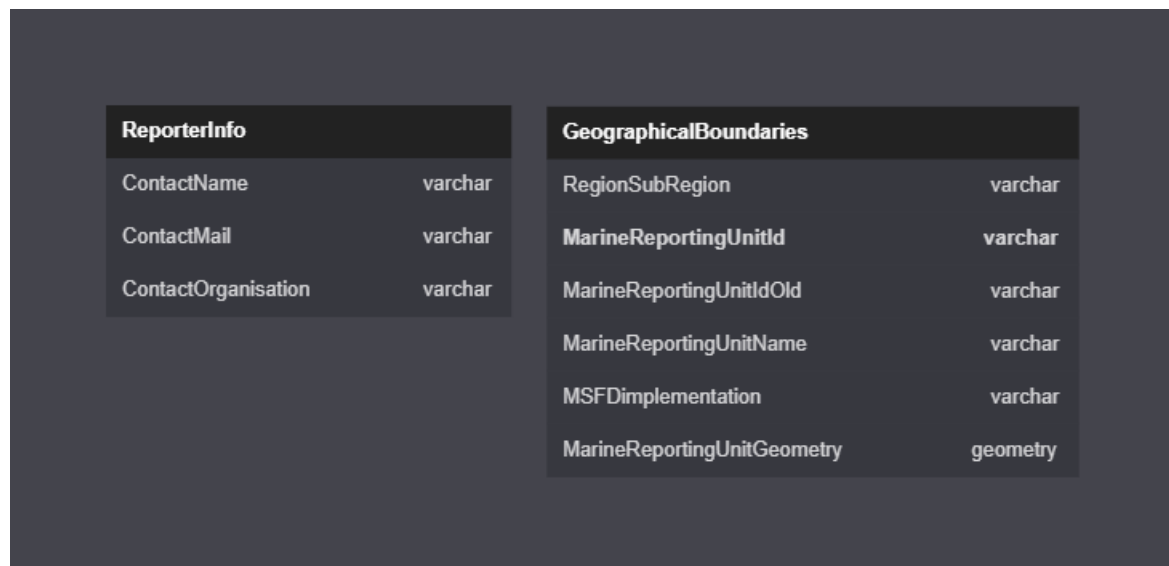 ReporterInfo
ContactName varchar
ContactMail varchar
ContactOrganisation varchar
GeographicalBoundaries
RegionSubRegion varchar
MarineReportingUnitId varchar
MarineReportingUnitIdOld varchar
MarineReportingUnitName varchar
MSFDimplementation varchar
MarineReportingUnitGeometry geometry